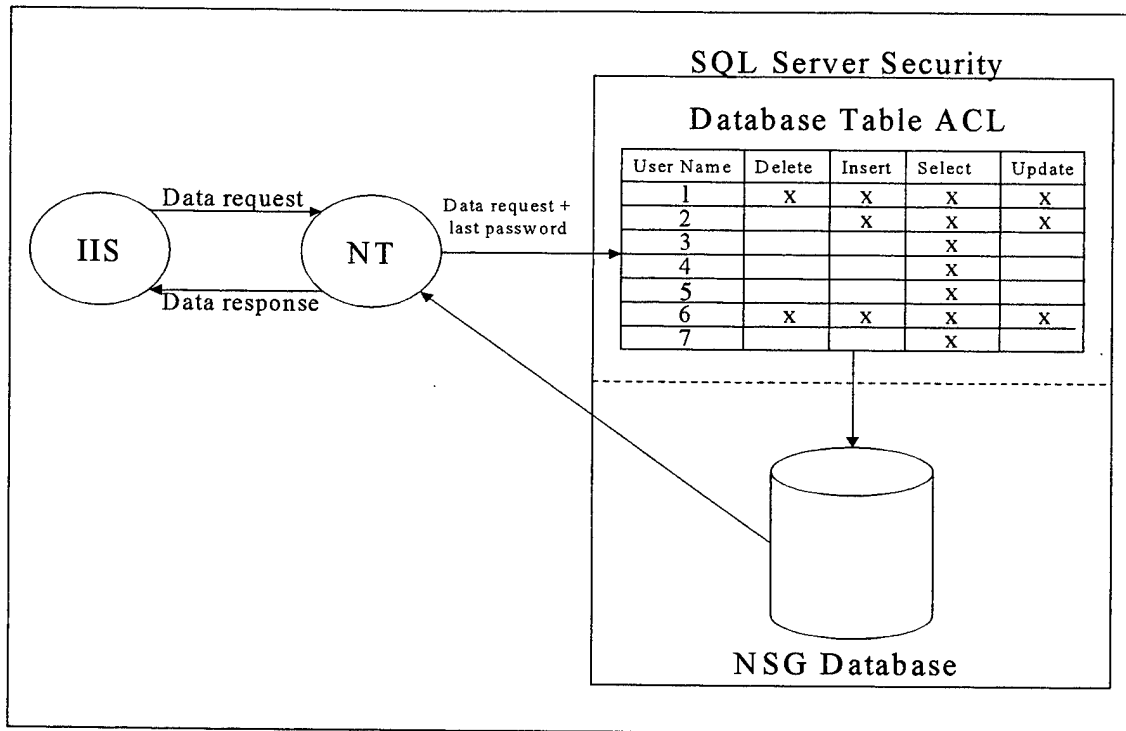 SQL Server Security
Database Table ACL
User Name Delete Insert Select Update
1 X X X X
2 X X X
3 X
4 X
5 X
6 X X X X
7 X
IIS
Data request
Data response
NT
Data request +
last password
NSG Database